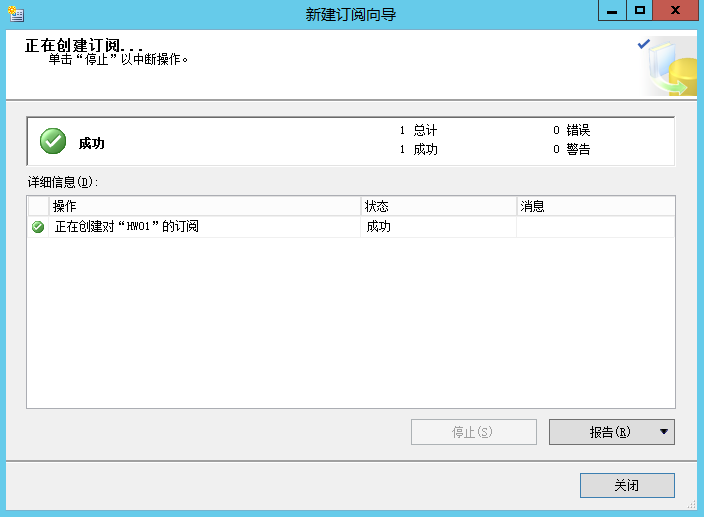 新建订阅向导
正在创建订阅...
单击“停止”以中断操作。
成功
1 总计
0 错误
1 成功
0 警告
详细信息(D):
操作 状态 消息
正在创建对“HW01”的订阅 成功
停止(S) 报告(R)
关闭